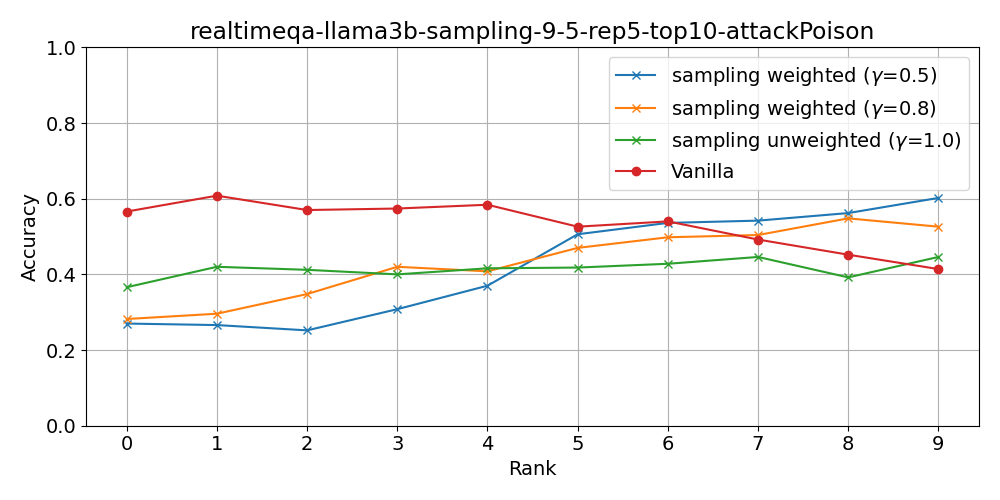 realtimeqa-llama3b-sampling-9-5-rep5-top10-attackPoison
1.0
0.8
0.6
0.4
0.2
0.0
Accuracy
sampling weighted (γ=0.5)
sampling weighted (γ=0.8)
sampling unweighted (γ=1.0)
Vanilla
0 1 2 3 4 5 6 7 8 9
Rank